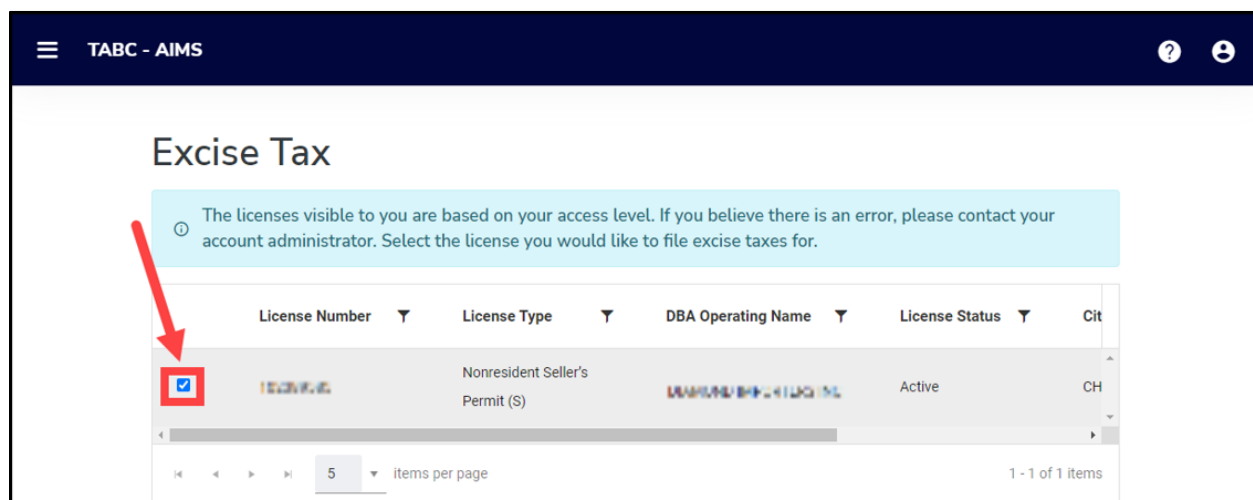 TABC - AIMS
Excise Tax
The licenses visible to you are based on your access level. If you believe there is an error, please contact your
account administrator. Select the license you would like to file excise taxes for.
License Number License Type DBA Operating Name License Status Cit
Nonresident Seller's
Permit (S) Active CH
5 items per page 1 - 1 of 1 items